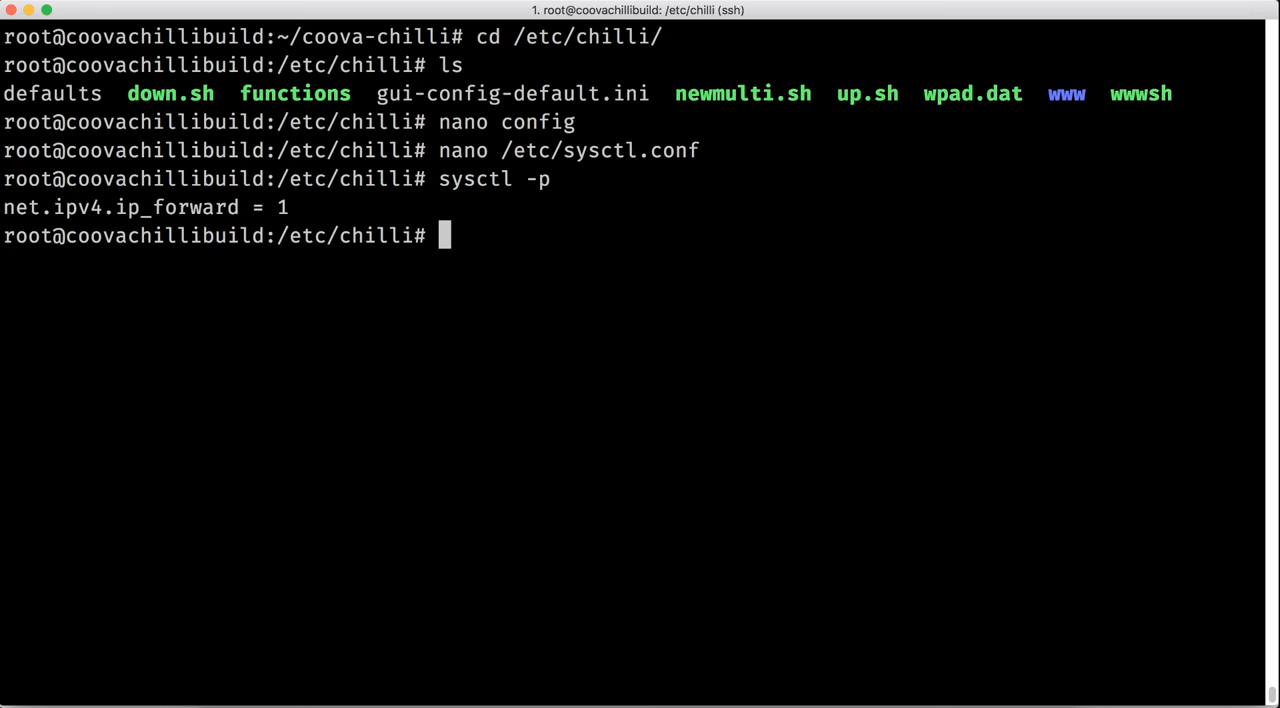 1. root@coovachillibuild: /etc/chilli (ssh)
root@coovachillibuild:~/coova-chilli# cd /etc/chilli/
root@coovachillibuild:/etc/chilli# ls
defaults  down.sh  functions  gui-config-default.ini  newmulti.sh  up.sh  wpad.dat  www  wwwsh
root@coovachillibuild:/etc/chilli# nano config
root@coovachillibuild:/etc/chilli# nano /etc/sysctl.conf
root@coovachillibuild:/etc/chilli# sysctl -p
net.ipv4.ip_forward = 1
root@coovachillibuild:/etc/chilli#